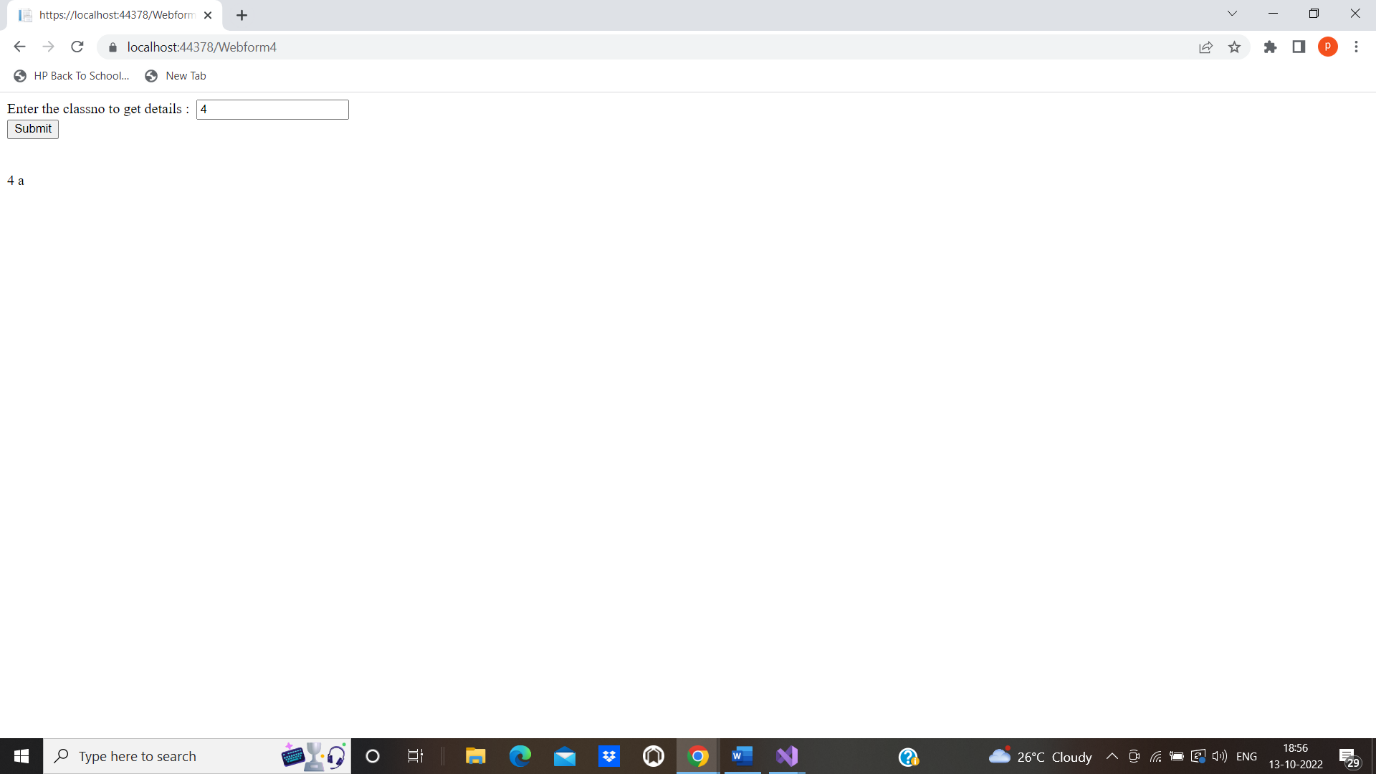 https://localhost:44378/Webform
localhost:44378/Webform4
P
HP Back To School...
New Tab
Enter the classno to get details :
4
Submit
4 a
Type here to search
26°C Cloudy
ENG
18:56
13-10-2022
29